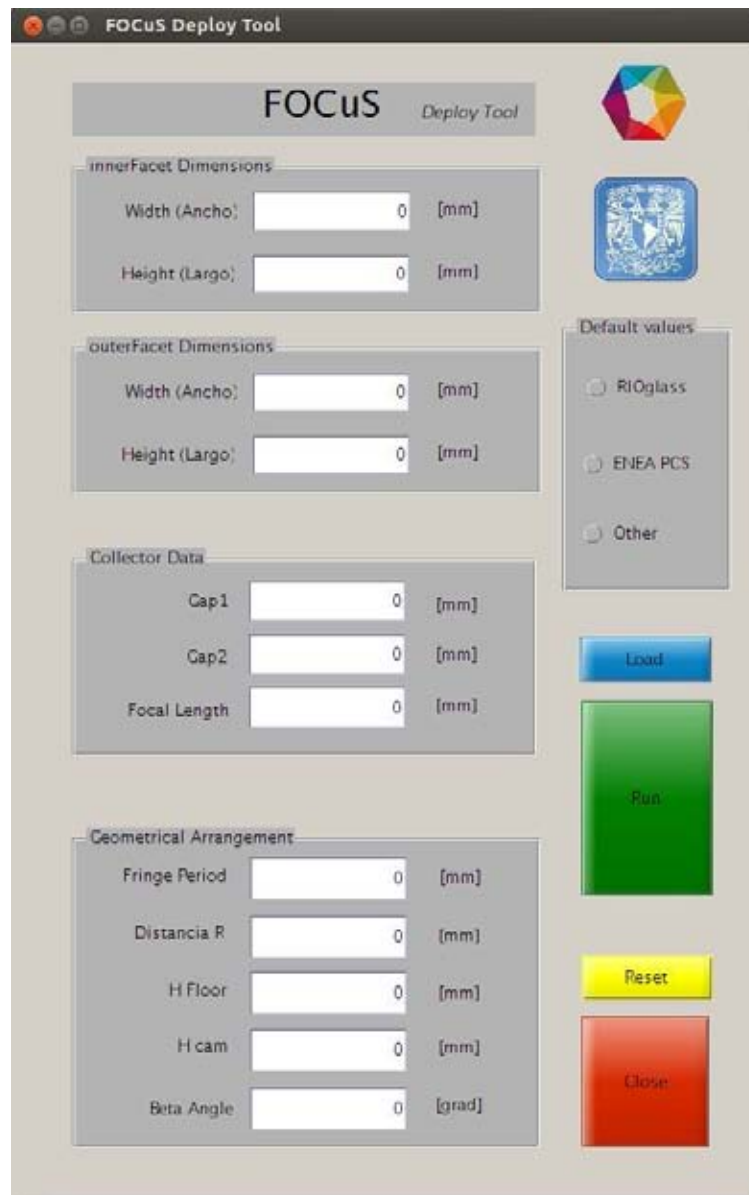 FOCuS Deploy Tool
FOCuS Deploy Tool
innerFacet Dimensions
Width (Ancho) 0 [mm]
Height (Largo) 0 [mm]
outerFacet Dimensions
Width (Ancho) 0 [mm]
Height (Largo) 0 [mm]
Collector Data
Gap1 0 [mm]
Gap2 0 [mm]
Focal Length 0 [mm]
Geometrical Arrangement
Fringe Period 0 [mm]
Distancia R 0 [mm]
H Floor 0 [mm]
H cam 0 [mm]
Beta Angle 0 [grad]
Default values
RIOglass
ENEA PCS
Other
Load
Run
Reset
Close